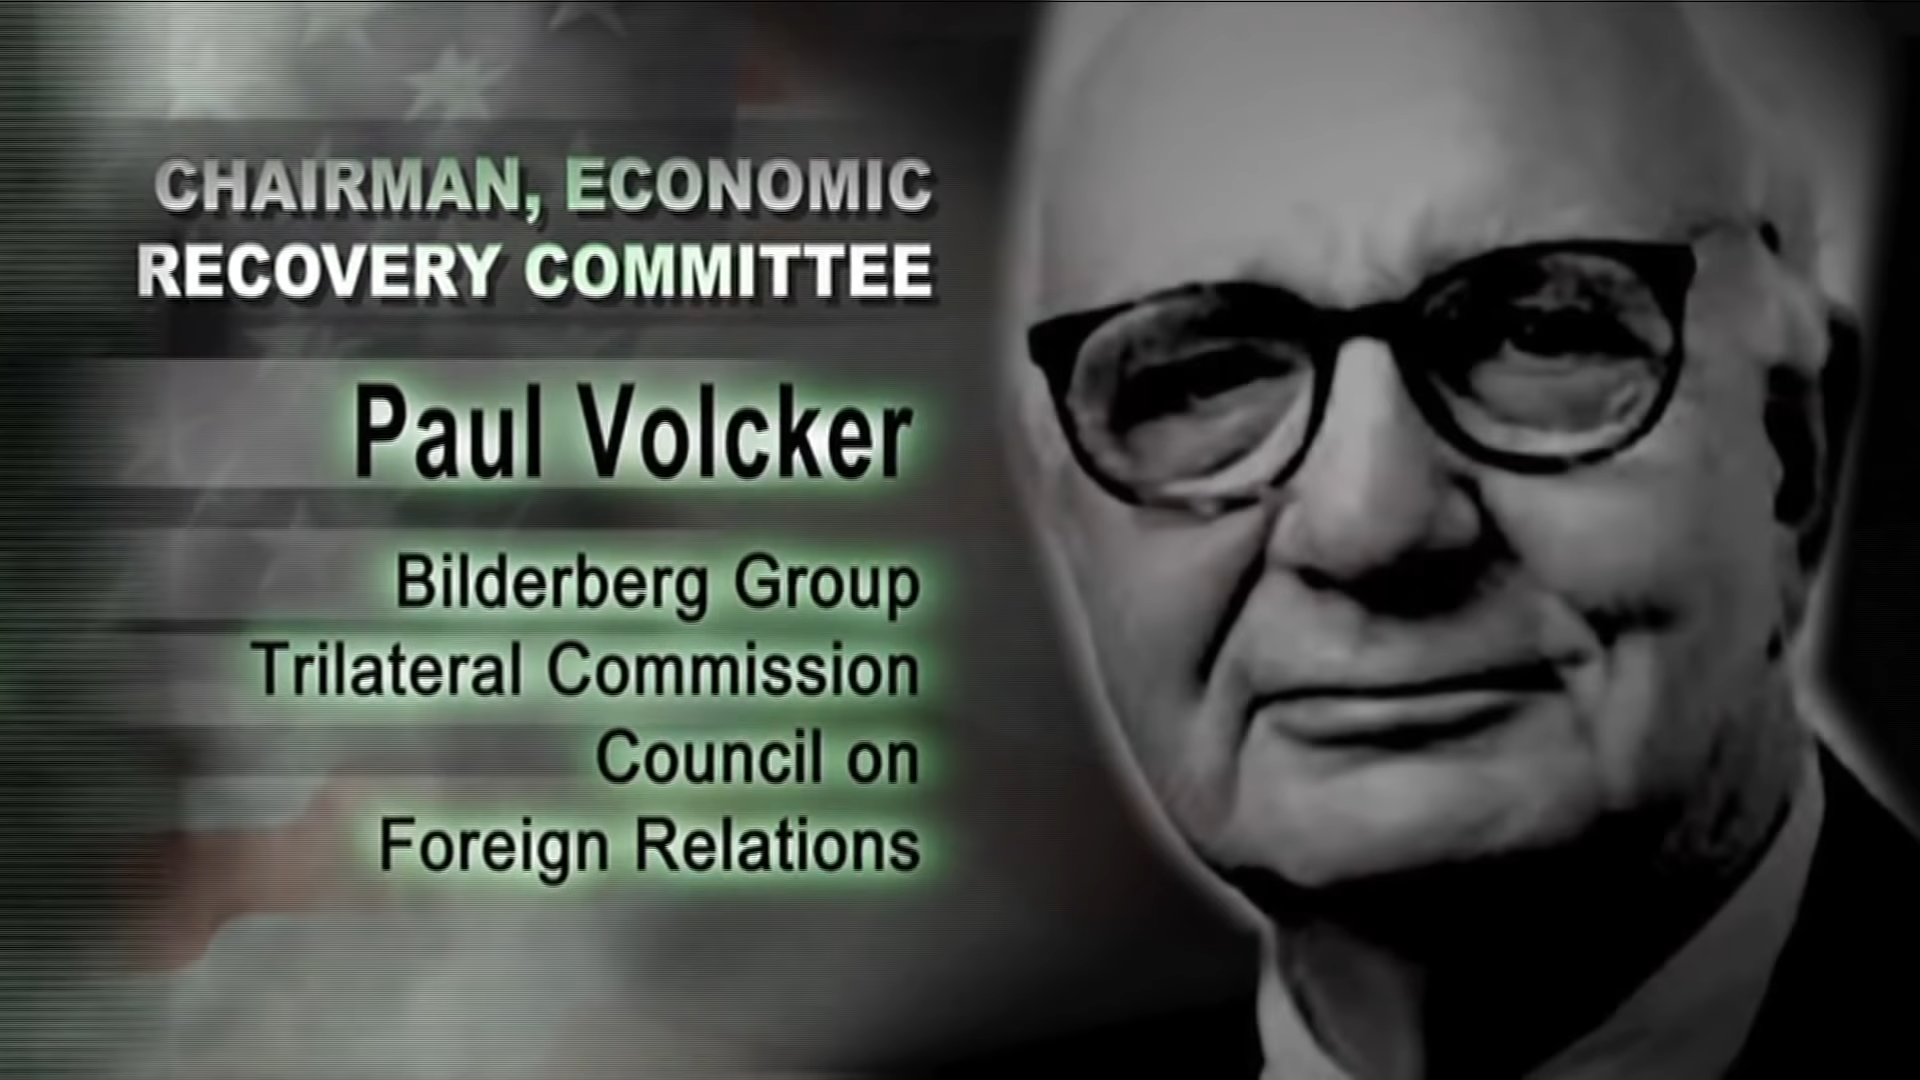 CHAIRMAN, ECONOMIC
RECOVERY COMMITTEE
Paul Volcker
Bilderberg Group
Trilateral Commission
Council on
Foreign Relations